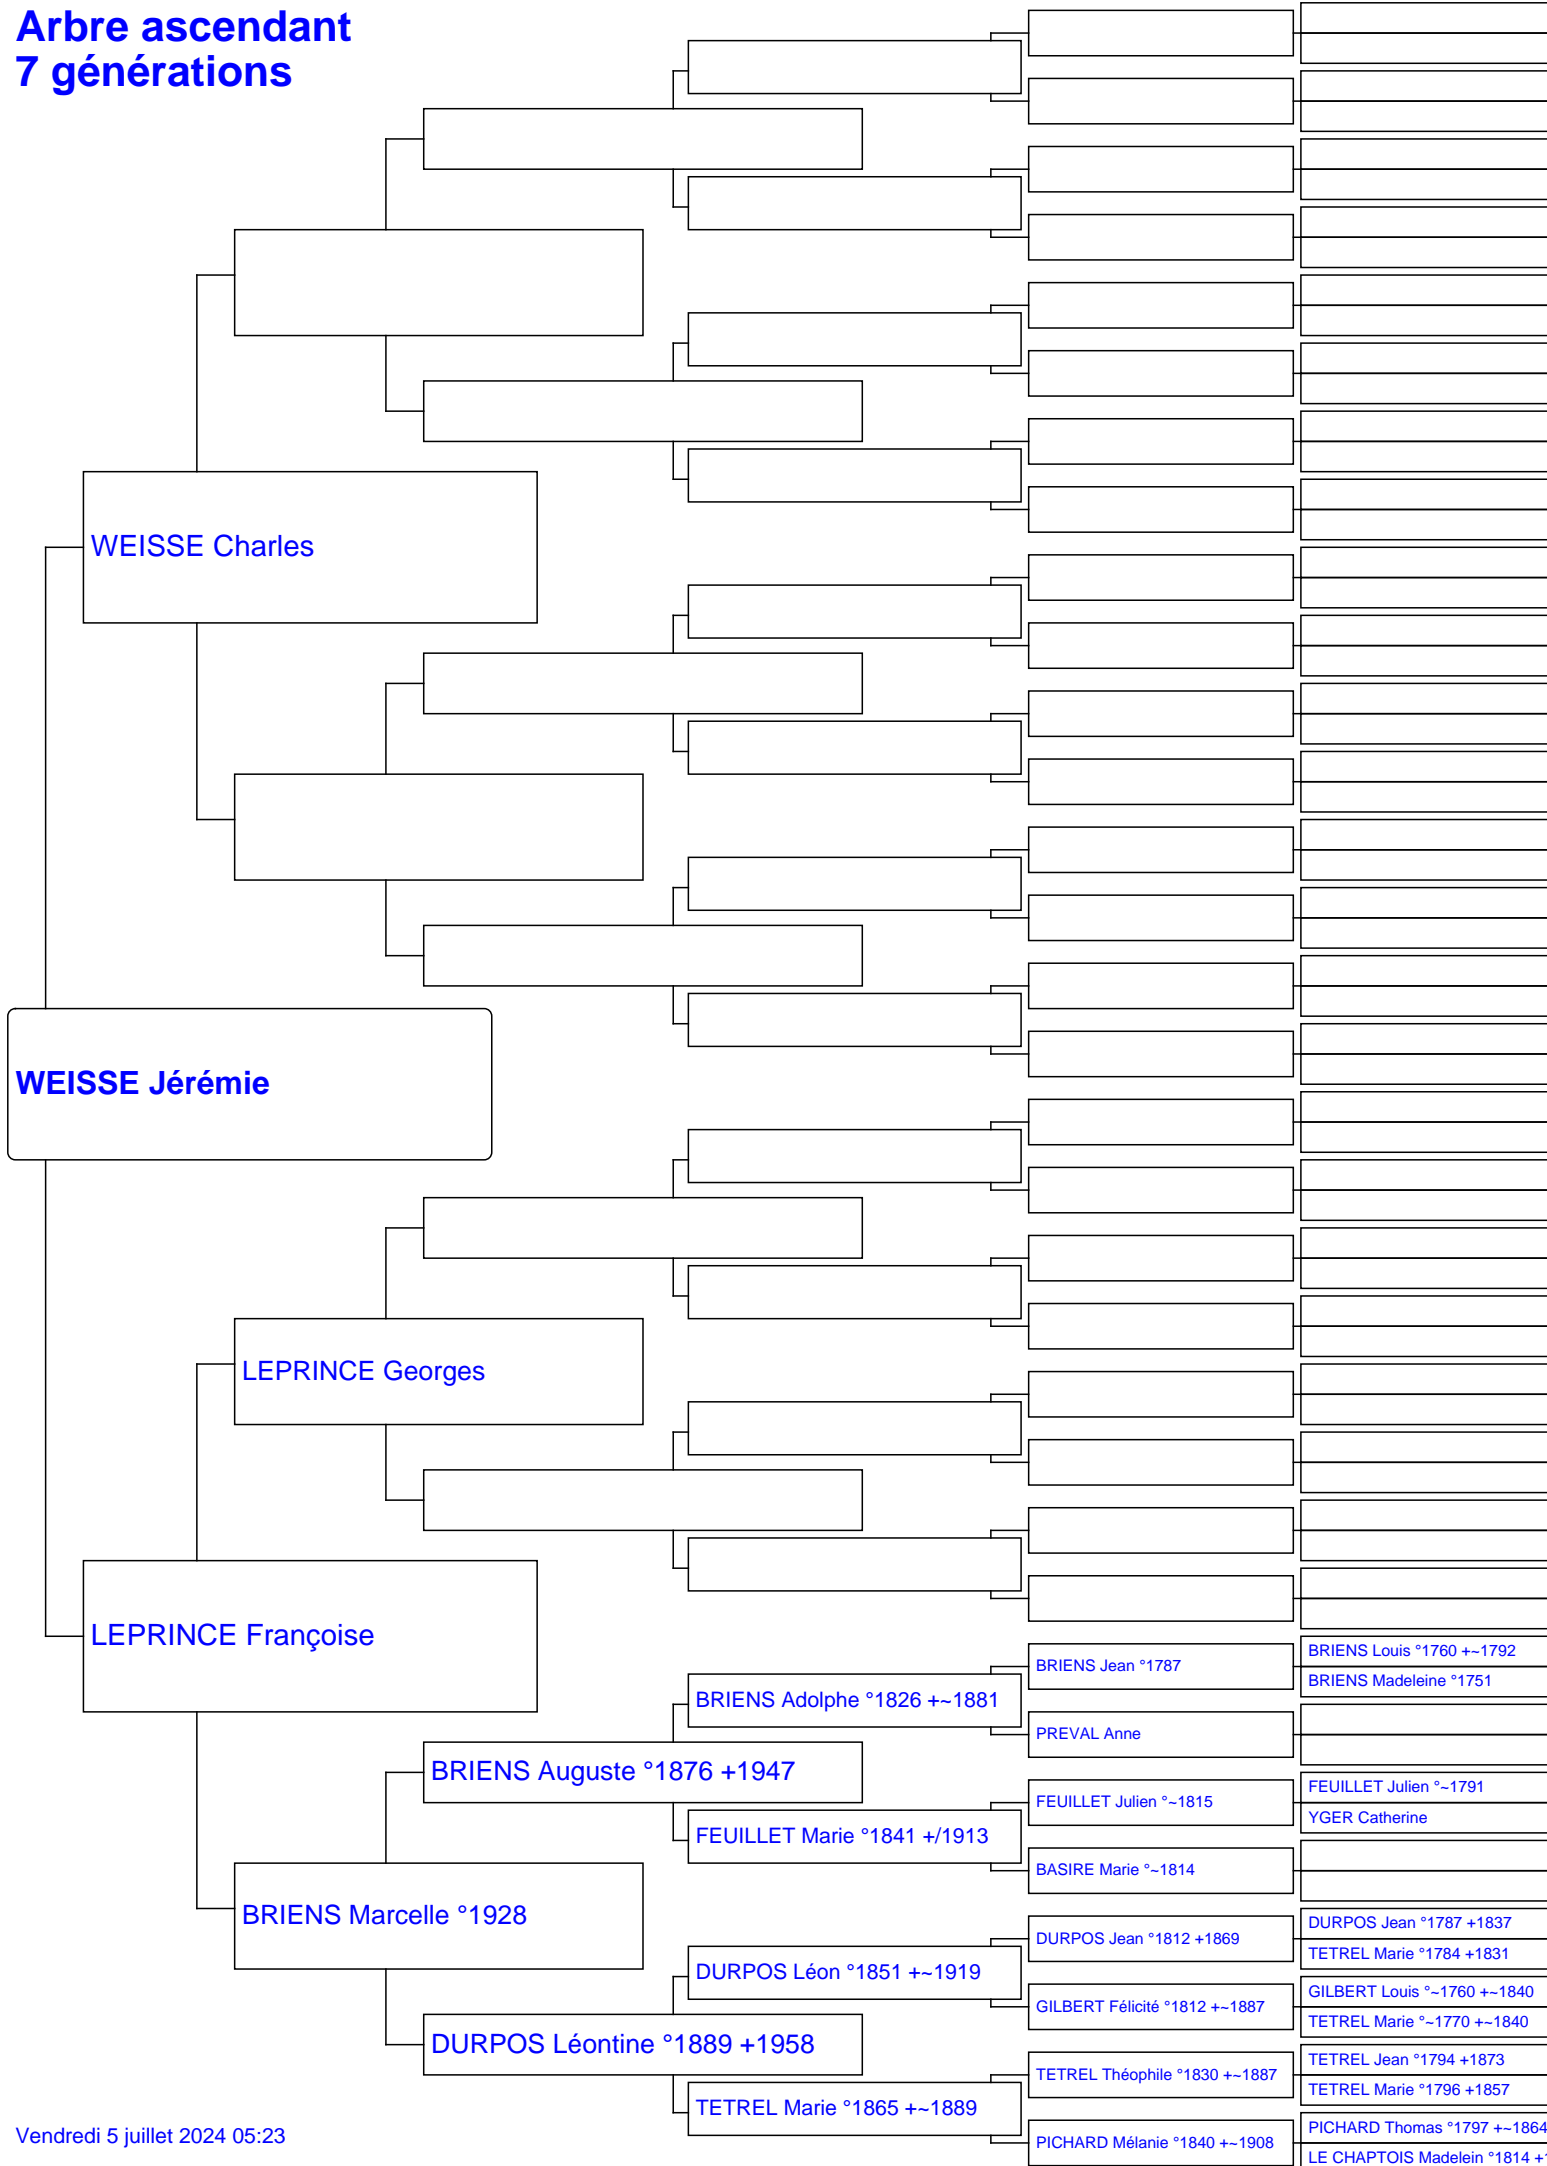 Arbre ascendant
7 générations
WEISSE Charles
WEISSE Jérémie
LEPRINCE Georges
LEPRINCE Françoise
BRIENS Louis °1760 +~1792
BRIENS Jean °1787
BRIENS Madeleine °1751
BRIENS Adolphe °1826 +~1881
PREVAL Anne
BRIENS Auguste °1876 +1947
FEUILLET Julien °~1791
FEUILLET Julien °~1815
YGER Catherine
FEUILLET Marie °1841 +/1913
BASIRE Marie °~1814
BRIENS Marcelle °1928
DURPOS Jean °1787 +1837
DURPOS Jean °1812 +1869
TETREL Marie °1784 +1831
DURPOS Léon °1851 +~1919
GILBERT Louis °~1760 +~1840
GILBERT Félicité °1812 +~1887
TETREL Marie °~1770 +~1840
DURPOS Léontine °1889 +1958
TETREL Jean °1794 +1873
TETREL Théophile °1830 +~1887
TETREL Marie °1796 +1857
TETREL Marie °1865 +~1889
PICHARD Thomas °1797 +~1864
PICHARD Mélanie °1840 +~1908
LE CHAPTOIS Madelein °1814
Vendredi 5 juillet 2024 05:23